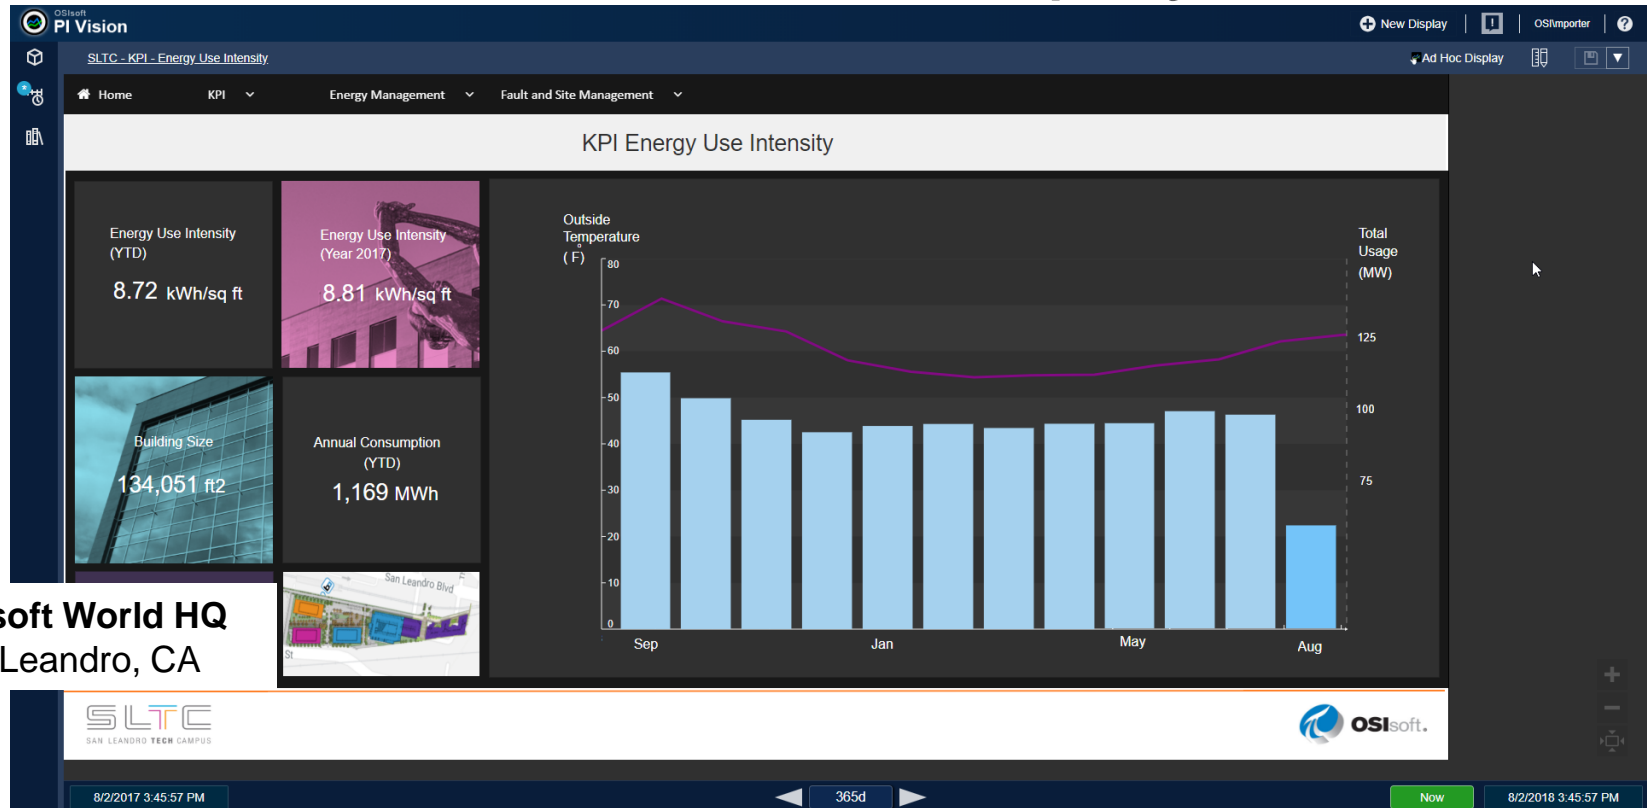 OSIsoft
PI Vision
New Display
OSI\mporter
SLTC - KPI - Energy Use Intensity
Ad Hoc Display
Home
KPI
Energy Management
Fault and Site Management
KPI Energy Use Intensity
Energy Use Intensity
(YTD)
8.72 kWh/sq ft
Energy Use Intensity
(Year 2017)
8.81 kWh/sq ft
Building Size
134,051 ft2
Annual Consumption
(YTD)
1,169 MWh
San Leandro Blvd
St
soft World HQ
Leandro, CA
Outside
Temperature
(°F)
80
70
60
50
40
30
20
10
0
Total
Usage
(MW)
125
100
75
Sep
Jan
May
Aug
SLTC
SAN LEANDRO TECH CAMPUS
OSIsoft.
8/2/2017 3:45:57 PM
365d
Now
8/2/2018 3:45:57 PM